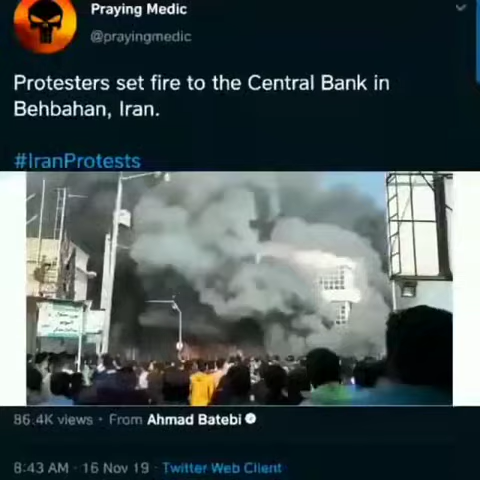 Praying Medic
@prayingmedic
Protesters set fire to the Central Bank in
Behbahan, Iran.
#IranProtests
86.4K views · From Ahmad Batebi
8:43 AM · 16 Nov 19 · Twitter Web Client